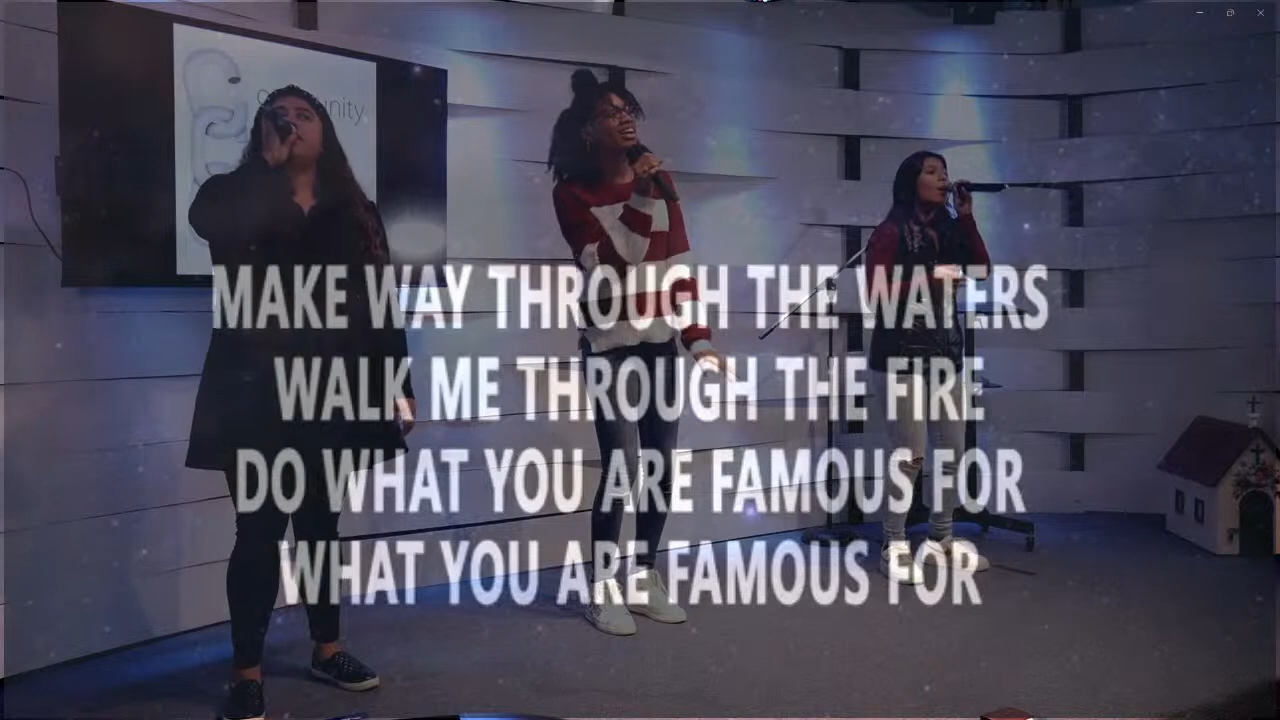 MAKE WAY THROUGH THE WATERS
WALK ME THROUGH THE FIRE
DO WHAT YOU ARE FAMOUS FOR
WHAT YOU ARE FAMOUS FOR